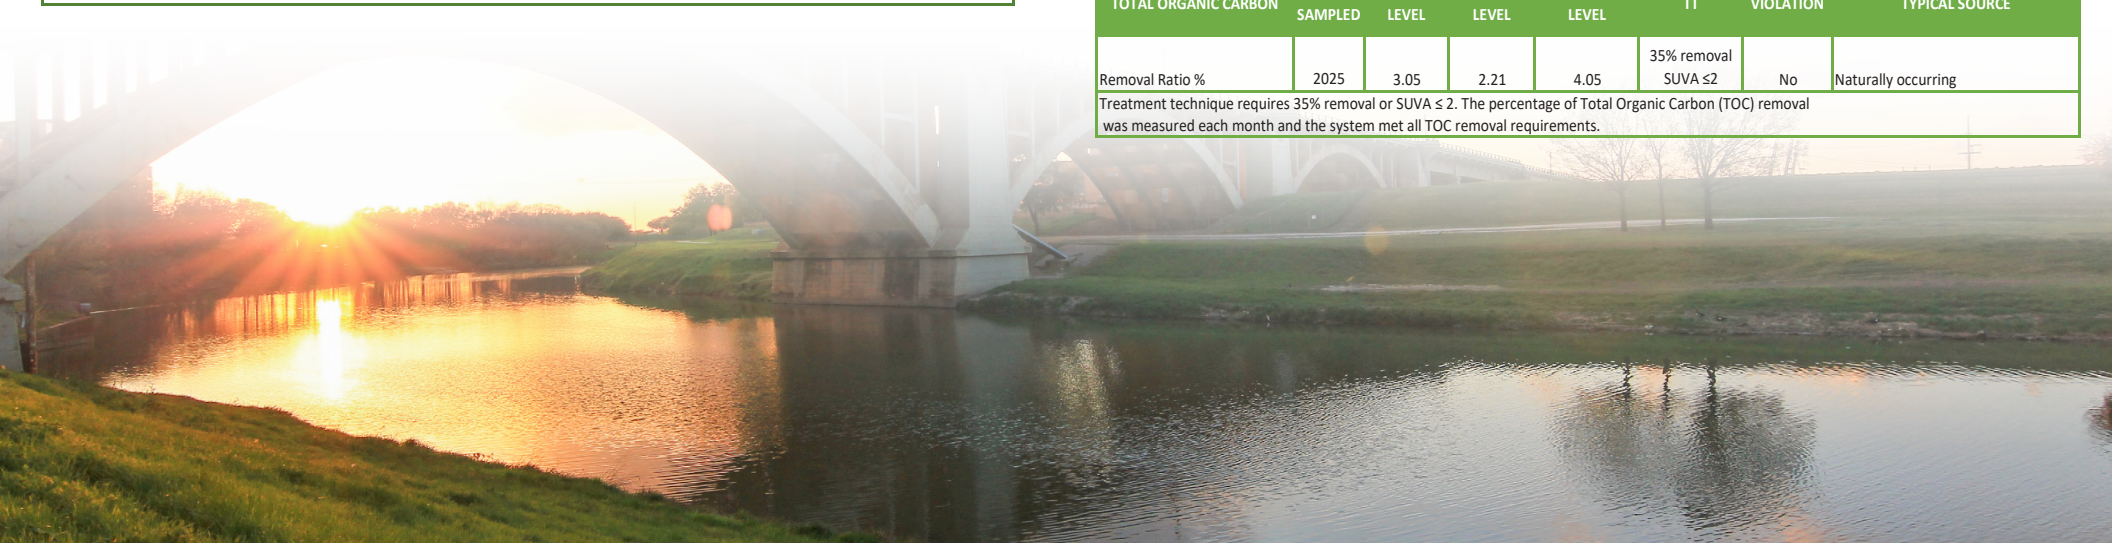 TOTAL ORGANIC CARBON SAMPLED LEVEL LEVEL LEVEL TT VIOLATION TYPICAL SOURCE
35% removal
Removal Ratio % 2025 3.05 2.21 4.05 SUVA ≤2 No Naturally occurring
Treatment technique requires 35% removal or SUVA ≤ 2. The percentage of Total Organic Carbon (TOC) removal
was measured each month and the system met all TOC removal requirements.